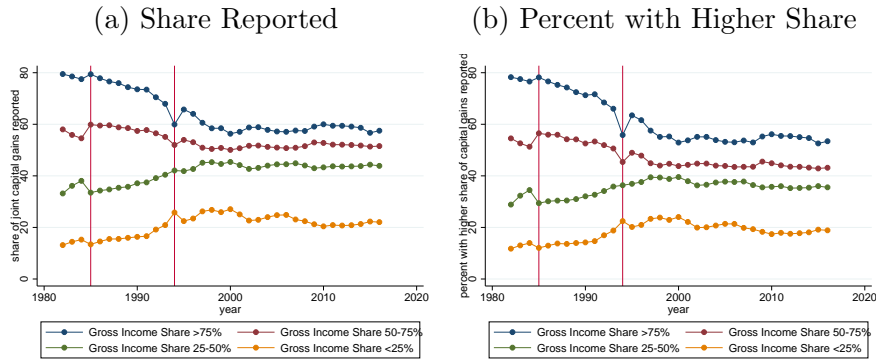 (a) Share Reported
share of joint capital gains reported
80
60
40
20
0
1980
1990
2000
2010
2020
year
Gross Income Share >75%
Gross Income Share 50-75%
Gross Income Share 25-50%
Gross Income Share <25%
(b) Percent with Higher Share
percent with higher share of capital gains reported
80
60
40
20
0
1980
1990
2000
2010
2020
year
Gross Income Share >75%
Gross Income Share 50-75%
Gross Income Share 25-50%
Gross Income Share <25%